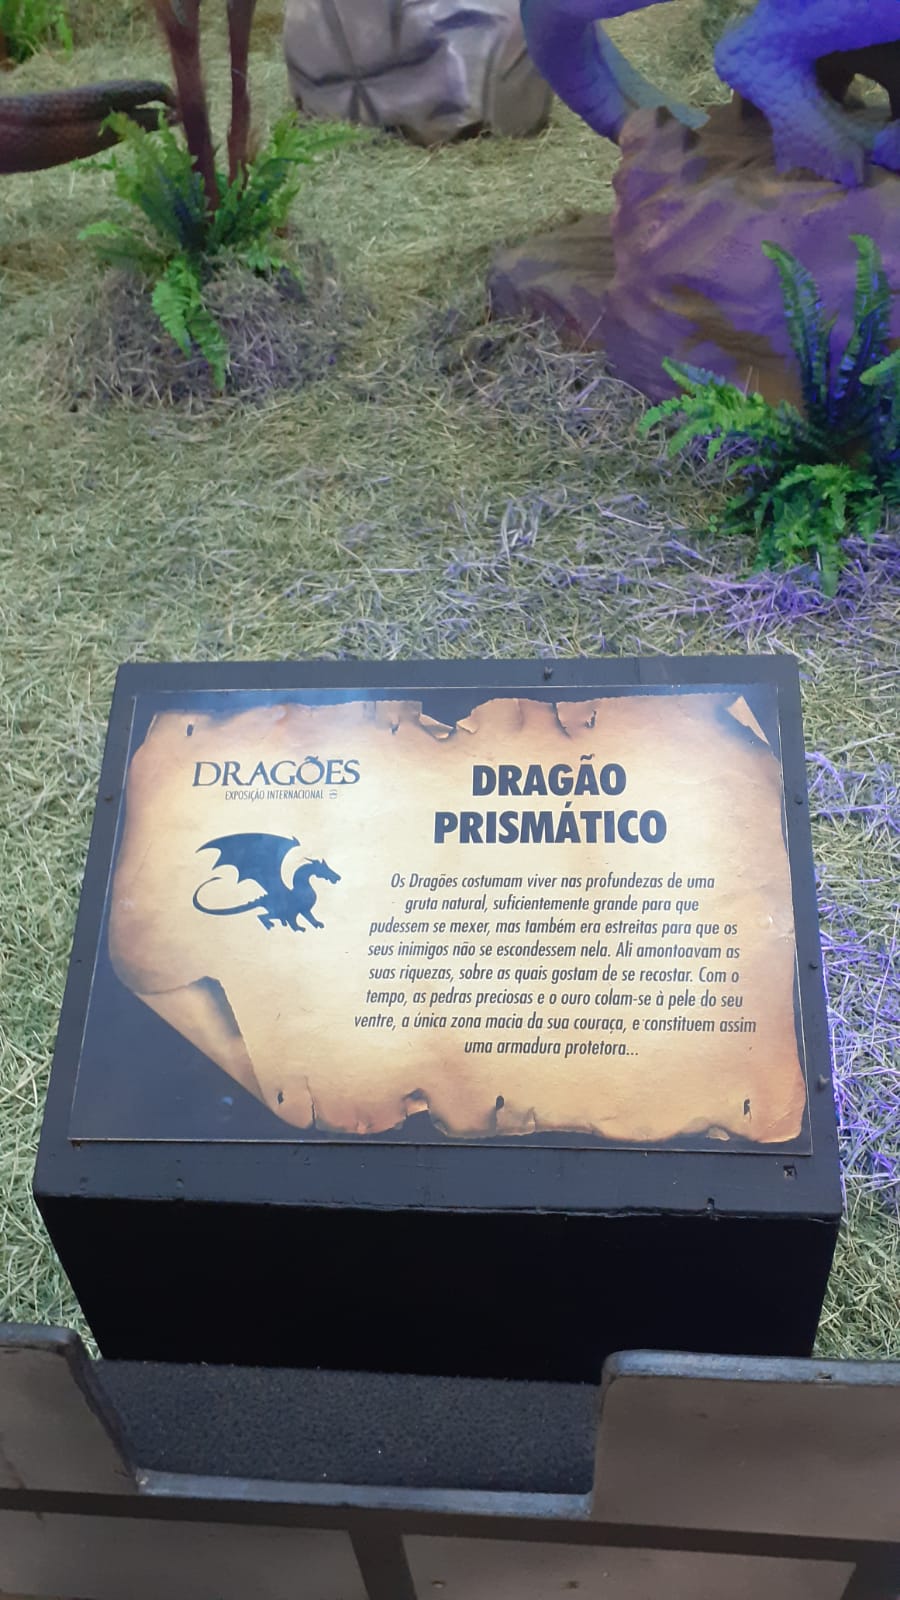 DRAGÕES
EXPOSIÇÃO INTERNACIONAL
DRAGÃO
PRISMÁTICO
Os Dragões costumam viver nas profundezas de uma
gruta natural, suficientemente grande para que
pudessem se mexer, mas também era estreitas para que os
seus inimigos não se escondessem nela. Ali amontoavam as
suas riquezas, sobre as quais gostam de se recostar. Com o
tempo, as pedras preciosas e o ouro colam-se à pele do seu
ventre, a única zona macia da sua couraça, e constituem assim
uma armadura protetora...